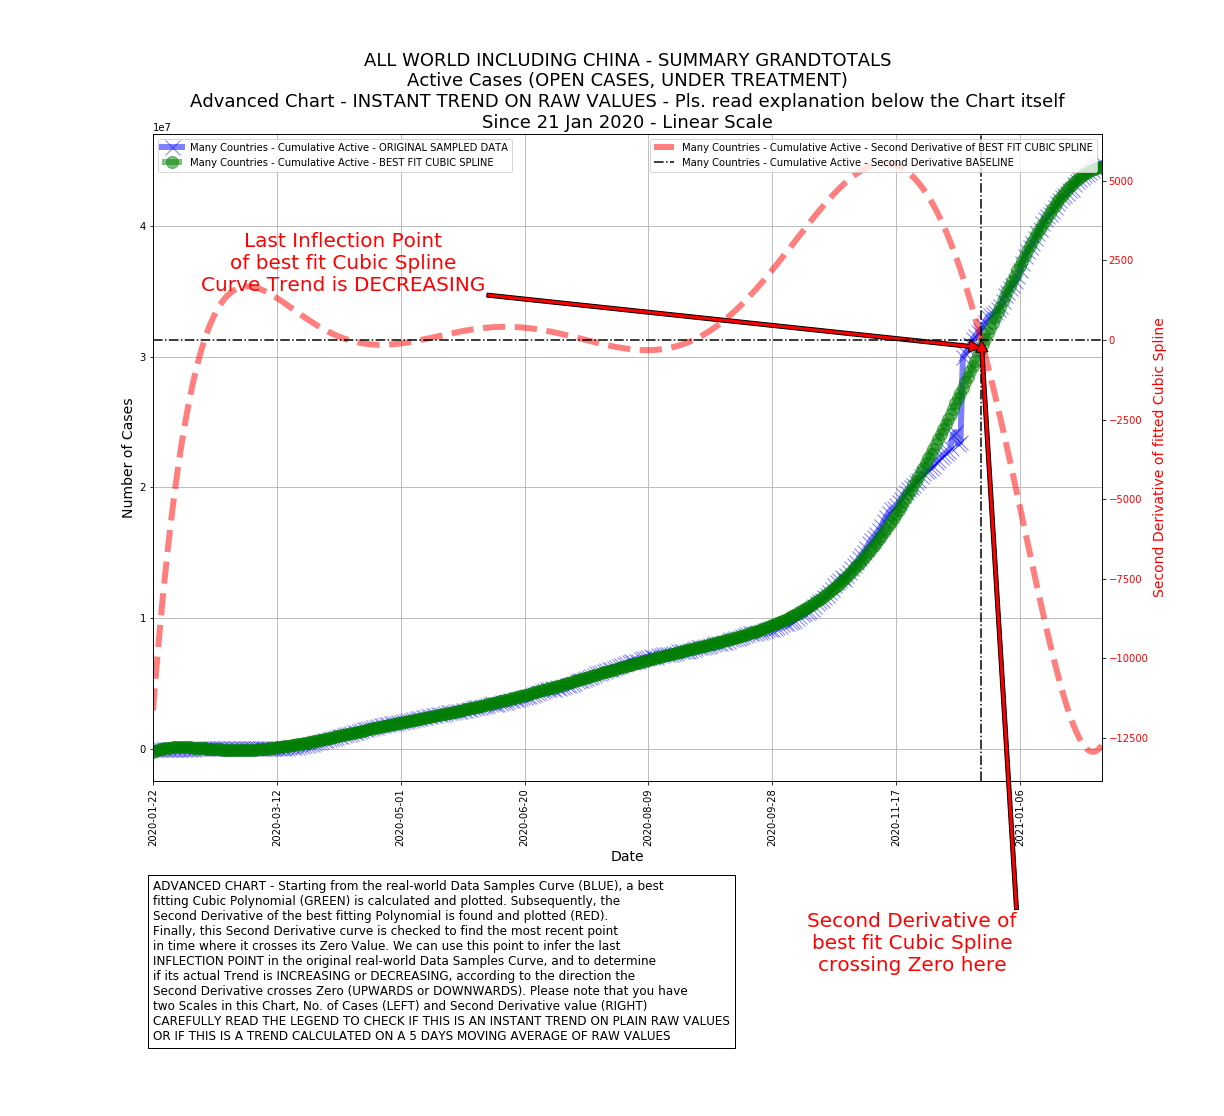 ALL WORLD INCLUDING CHINA - SUMMARY GRANDTOTALS
Active Cases (OPEN CASES, UNDER TREATMENT)
Advanced Chart - INSTANT TREND ON RAW VALUES - Pls. read explanation below the Chart itself
Since 21 Jan 2020 - Linear Scale
1e7
Many Countries - Cumulative Active - ORIGINAL SAMPLED DATA
Many Countries - Cumulative Active - BEST FIT CUBIC SPLINE
Many Countries - Cumulative Active - Second Derivative of BEST FIT CUBIC SPLINE
Many Countries - Cumulative Active - Second Derivative BASELINE
Last Inflection Point
of best fit Cubic Spline
Curve Trend is DECREASING
4
3
2
1
0
Number of Cases
5000
2500
0
−2500
−5000
−7500
−10000
−12500
Second Derivative of fitted Cubic Spline
2020-01-22
2020-03-12
2020-05-01
2020-06-20
2020-08-09
2020-09-28
2020-11-17
2021-01-06
Date
Second Derivative of
best fit Cubic Spline
crossing Zero here
ADVANCED CHART - Starting from the real-world Data Samples Curve (BLUE), a best
fitting Cubic Polynomial (GREEN) is calculated and plotted. Subsequently, the
Second Derivative of the best fitting Polynomial is found and plotted (RED).
Finally, this Second Derivative curve is checked to find the most recent point
in time where it crosses its Zero Value. We can use this point to infer the last
INFLECTION POINT in the original real-world Data Samples Curve, and to determine
if its actual Trend is INCREASING or DECREASING, according to the direction the
Second Derivative crosses Zero (UPWARDS or DOWNWARDS). Please note that you have
two Scales in this Chart, No. of Cases (LEFT) and Second Derivative value (RIGHT)
CAREFULLY READ THE LEGEND TO CHECK IF THIS IS AN INSTANT TREND ON PLAIN RAW VALUES
OR IF THIS IS A TREND CALCULATED ON A 5 DAYS MOVING AVERAGE OF RAW VALUES